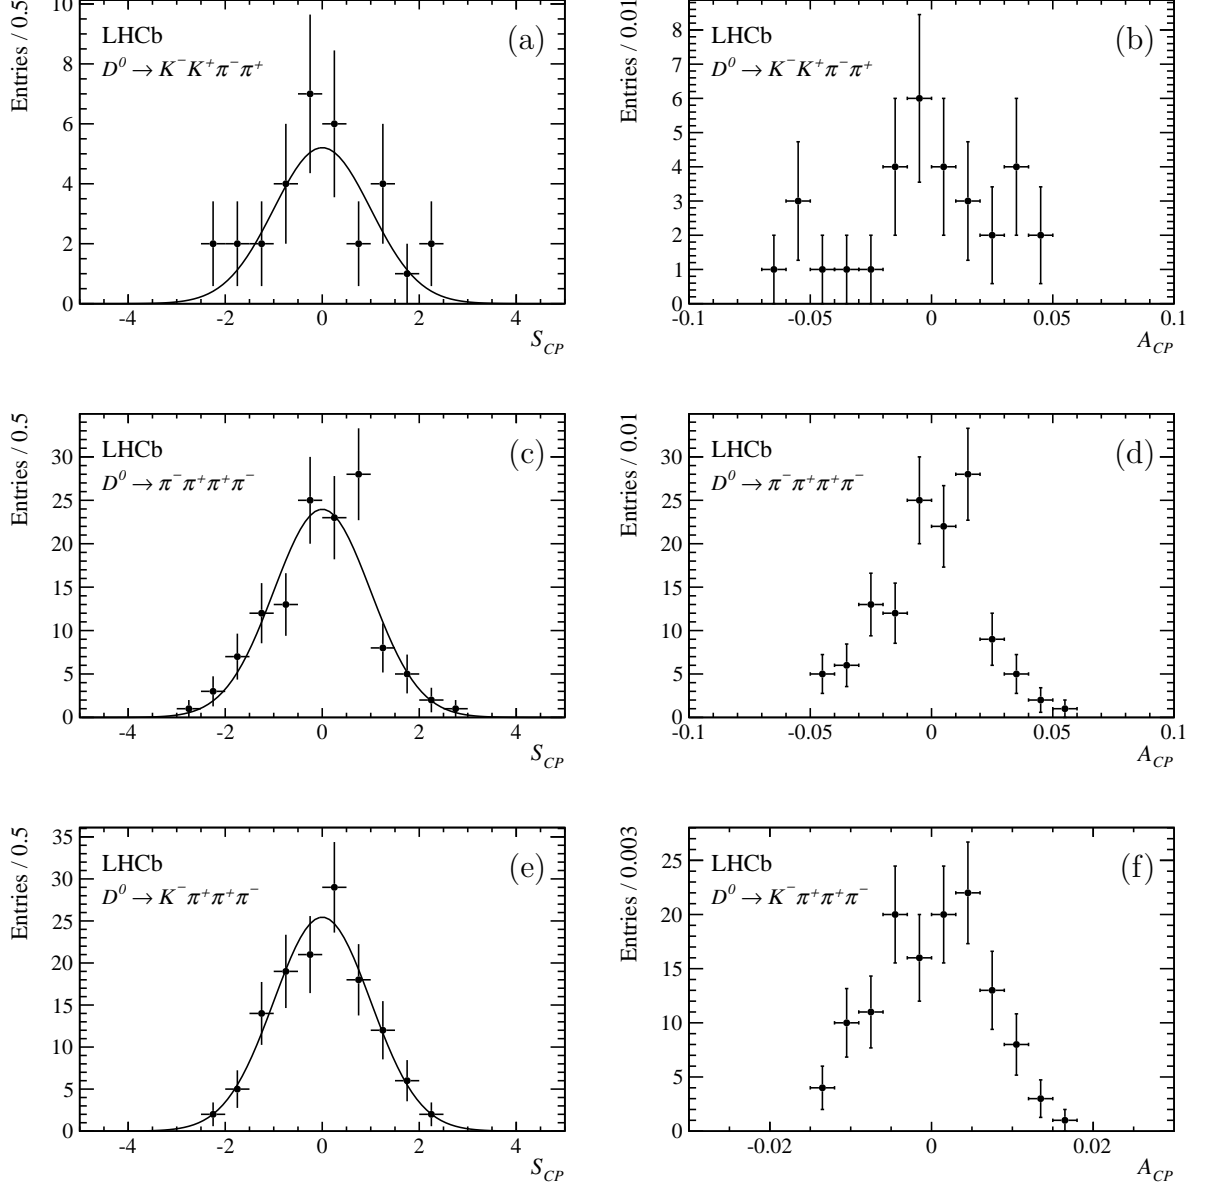 Entries / 0.5
10
8
6
4
2
0
LHCb
D⁰ → K⁻K⁺π⁻π⁺
(a)
-4 -2 0 2 4
S_CP
Entries / 0.01
8
7
6
5
4
3
2
1
0
LHCb
D⁰ → K⁻K⁺π⁻π⁺
(b)
-0.1 -0.05 0 0.05 0.1
A_CP
Entries / 0.5
30
25
20
15
10
5
0
LHCb
D⁰ → π⁻π⁺π⁺π⁻
(c)
-4 -2 0 2 4
S_CP
Entries / 0.01
30
25
20
15
10
5
0
LHCb
D⁰ → π⁻π⁺π⁺π⁻
(d)
-0.1 -0.05 0 0.05 0.1
A_CP
Entries / 0.5
35
30
25
20
15
10
5
0
LHCb
D⁰ → K⁻π⁺π⁺π⁻
(e)
-4 -2 0 2 4
S_CP
Entries / 0.003
25
20
15
10
5
0
LHCb
D⁰ → K⁻π⁺π⁺π⁻
(f)
-0.02 0 0.02
A_CP